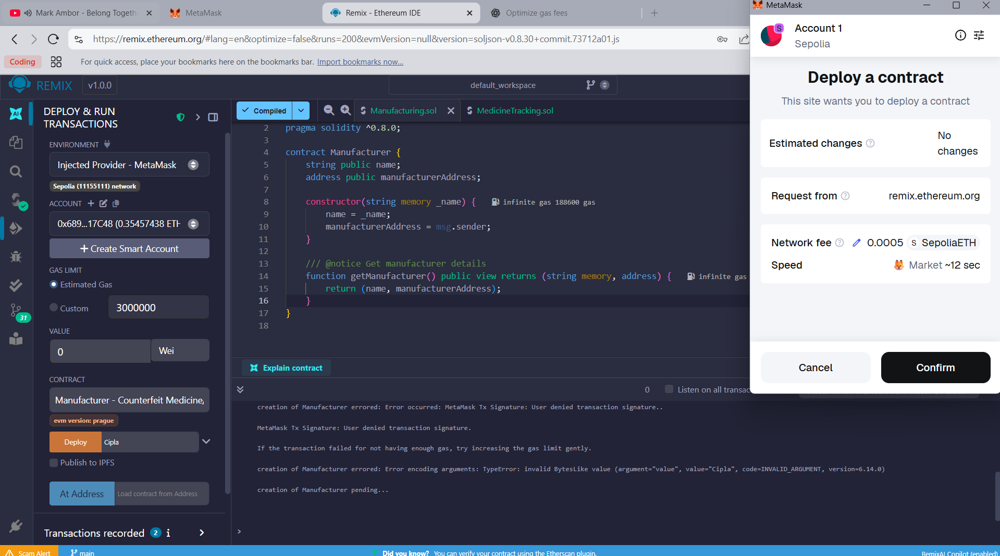 Mark Ambor - Belong Togethe
MetaMask
Remix - Ethereum IDE
Optimize gas fees
https://remix.ethereum.org/#lang=en&optimize=false&runs=200&evmVersion=null&version=soljson-v0.8.30+commit.73712a01.js
Coding
For quick access, place your bookmarks here on the bookmarks bar. Import bookmarks now...
REMIX
v1.0.0
default_workspace
DEPLOY & RUN
TRANSACTIONS
ENVIRONMENT
Injected Provider - MetaMask
Sepolia (11155111) network
ACCOUNT
0x689...17C48 (0.35457438 ETH
Create Smart Account
GAS LIMIT
Estimated Gas
Custom
3000000
VALUE
0
Wei
CONTRACT
Manufacturer - Counterfeit Medicine/
evm version: prague
Deploy
Cipla
Publish to IPFS
At Address
Load contract from Address
Transactions recorded 2 i
AI
31
Compiled
Manufacturing.sol
MedicineTracking.sol
2 pragma solidity ^0.8.0;
3
4 contract Manufacturer {
5 string public name;
6 address public manufacturerAddress;
7
8 constructor(string memory _name) { infinite gas 188600 gas
9 name = _name;
10 manufacturerAddress = msg.sender;
11 }
12
13 /// @notice Get manufacturer details
14 function getManufacturer() public view returns (string memory, address) { infinite gas
15 return (name, manufacturerAddress);
16 }
17 }
18
Explain contract
0
Listen on all transac
creation of Manufacturer errored: Error occurred: MetaMask Tx Signature: User denied transaction signature..
MetaMask Tx Signature: User denied transaction signature.
If the transaction failed for not having enough gas, try increasing the gas limit gently.
creation of Manufacturer errored: Error encoding arguments: TypeError: invalid BytesLike value (argument="value", value="Cipla", code=INVALID_ARGUMENT, version=6.14.0)
creation of Manufacturer pending...
>
MetaMask
S
Account 1
Sepolia
Deploy a contract
This site wants you to deploy a contract
Estimated changes
No
changes
Request from
remix.ethereum.org
Network fee
0.0005
S SepoliaETH
Speed
Market ~12 sec
Cancel
Confirm
Scam Alert
main
Did you know? You can verify your contract using the Etherscan plugin.
RemixAI Copilot (enabled)